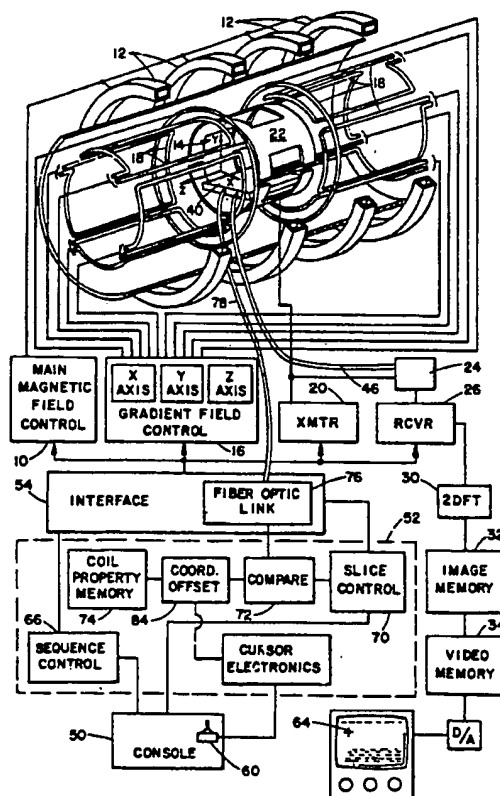 12
12
18
14
Y
22
18
X
Z
40
78
46
24
MAIN
MAGNETIC
FIELD
CONTROL
10
X
AXIS
Y
AXIS
Z
AXIS
GRADIENT FIELD
CONTROL
16
20
XMTR
26
RCVR
30
2DFT
54
INTERFACE
76
FIBER OPTIC
LINK
52
32
IMAGE
MEMORY
COIL
PROPERTY
MEMORY
74
COORD.
OFFSET
84
COMPARE
72
SLICE
CONTROL
70
34
VIDEO
MEMORY
66
SEQUENCE
CONTROL
CURSOR
ELECTRONICS
50
CONSOLE
60
64
D/A